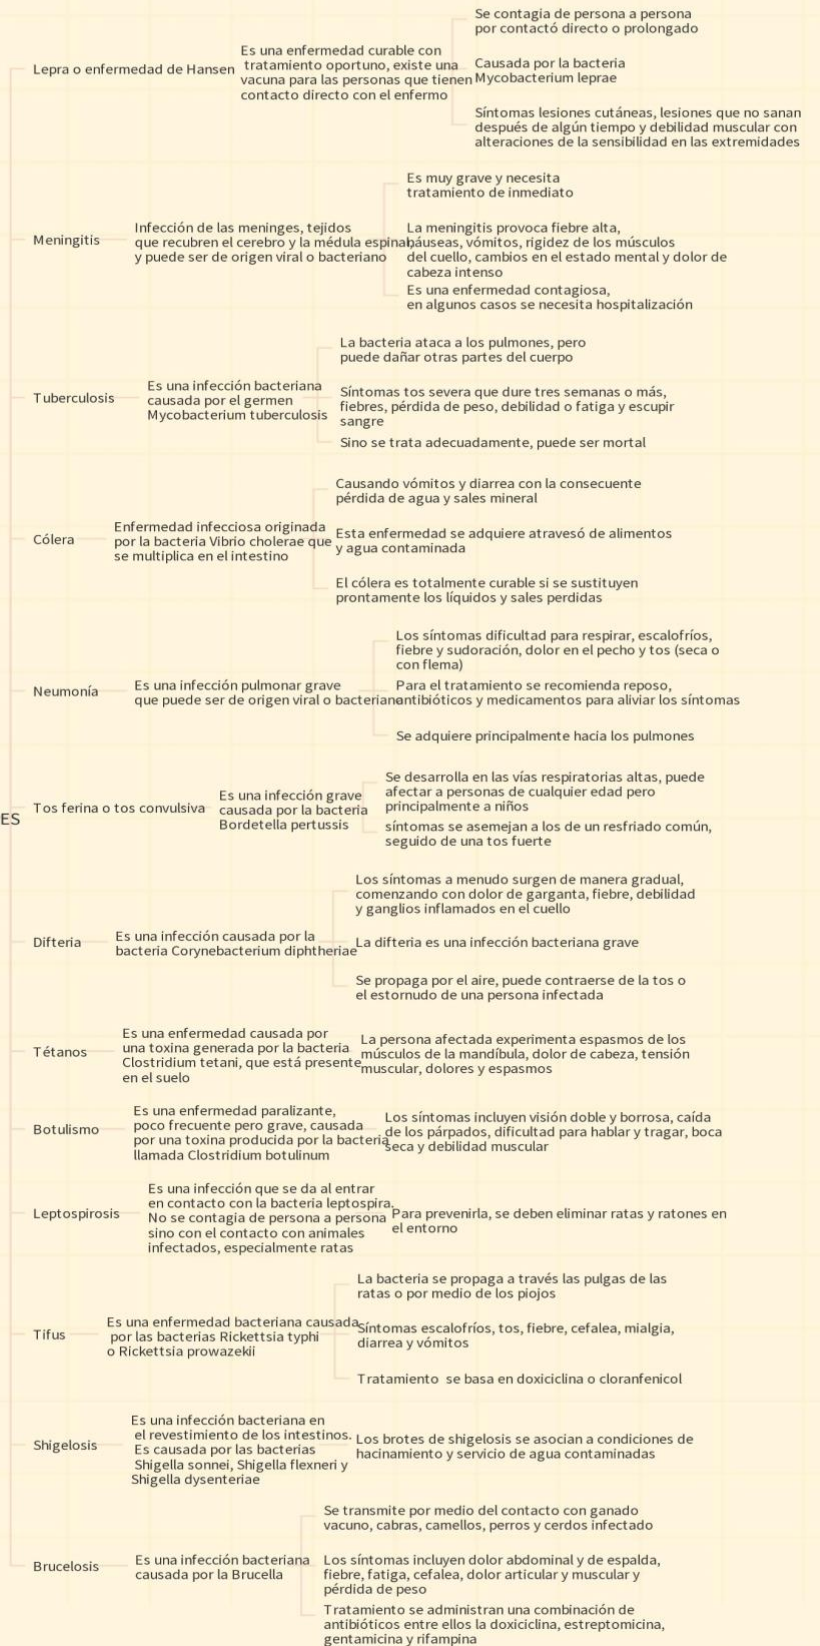 Lepra o enfermedad de Hansen
Es una enfermedad curable con
tratamiento oportuno, existe una
vacuna para las personas que tienen
contacto directo con el enfermo
Se contagia de persona a persona
por contactó directo o prolongado
Causada por la bacteria
Mycobacterium leprae
Síntomas lesiones cutáneas, lesiones que no sanan
después de algún tiempo y debilidad muscular con
alteraciones de la sensibilidad en las extremidades
Meningitis
Infección de las meninges, tejidos
que recubren el cerebro y la médula espinal,
y puede ser de origen viral o bacteriano
Es muy grave y necesita
tratamiento de inmediato
La meningitis provoca fiebre alta,
náuseas, vómitos, rigidez de los músculos
del cuello, cambios en el estado mental y dolor de
cabeza intenso
Es una enfermedad contagiosa,
en algunos casos se necesita hospitalización
Tuberculosis
Es una infección bacteriana
causada por el germen
Mycobacterium tuberculosis
La bacteria ataca a los pulmones, pero
puede dañar otras partes del cuerpo
Síntomas tos severa que dure tres semanas o más,
fiebres, pérdida de peso, debilidad o fatiga y escupir
sangre
Sino se trata adecuadamente, puede ser mortal
Cólera
Enfermedad infecciosa originada
por la bacteria Vibrio cholerae que
se multiplica en el intestino
Causando vómitos y diarrea con la consecuente
pérdida de agua y sales mineral
Esta enfermedad se adquiere atravesó de alimentos
y agua contaminada
El cólera es totalmente curable si se sustituyen
prontamente los líquidos y sales perdidas
Neumonía
Es una infección pulmonar grave
que puede ser de origen viral o bacteriano
Los síntomas dificultad para respirar, escalofríos,
fiebre y sudoración, dolor en el pecho y tos (seca o
con flema)
Para el tratamiento se recomienda reposo,
antibióticos y medicamentos para aliviar los síntomas
Se adquiere principalmente hacia los pulmones
ES
Tos ferina o tos convulsiva
Es una infección grave
causada por la bacteria
Bordetella pertussis
Se desarrolla en las vías respiratorias altas, puede
afectar a personas de cualquier edad pero
principalmente a niños
síntomas se asemejan a los de un resfriado común,
seguido de una tos fuerte
Difteria
Es una infección causada por la
bacteria Corynebacterium diphtheriae
Los síntomas a menudo surgen de manera gradual,
comenzando con dolor de garganta, fiebre, debilidad
y ganglios inflamados en el cuello
La difteria es una infección bacteriana grave
Se propaga por el aire, puede contraerse de la tos o
el estornudo de una persona infectada
Tétanos
Es una enfermedad causada por
una toxina generada por la bacteria
Clostridium tetani, que está presente
en el suelo
La persona afectada experimenta espasmos de los
músculos de la mandíbula, dolor de cabeza, tensión
muscular, dolores y espasmos
Botulismo
Es una enfermedad paralizante,
poco frecuente pero grave, causada
por una toxina producida por la bacteria
llamada Clostridium botulinum
Los síntomas incluyen visión doble y borrosa, caída
de los párpados, dificultad para hablar y tragar, boca
seca y debilidad muscular
Leptospirosis
Es una infección que se da al entrar
en contacto con la bacteria leptospira.
No se contagia de persona a persona
sino con el contacto con animales
infectados, especialmente ratas
Para prevenirla, se deben eliminar ratas y ratones en
el entorno
Tifus
Es una enfermedad bacteriana causada
por las bacterias Rickettsia typhi
o Rickettsia prowazekii
La bacteria se propaga a través las pulgas de las
ratas o por medio de los piojos
Síntomas escalofríos, tos, fiebre, cefalea, mialgia,
diarrea y vómitos
Tratamiento se basa en doxiciclina o cloranfenicol
Shigelosis
Es una infección bacteriana en
el revestimiento de los intestinos.
Es causada por las bacterias
Shigella sonnei, Shigella flexneri y
Shigella dysenteriae
Los brotes de shigelosis se asocian a condiciones de
hacinamiento y servicio de agua contaminadas
Brucelosis
Es una infección bacteriana
causada por la Brucella
Se transmite por medio del contacto con ganado
vacuno, cabras, camellos, perros y cerdos infectado
Los síntomas incluyen dolor abdominal y de espalda,
fiebre, fatiga, cefalea, dolor articular y muscular y
pérdida de peso
Tratamiento se administran una combinación de
antibióticos entre ellos la doxiciclina, estreptomicina,
gentamicina y rifampina